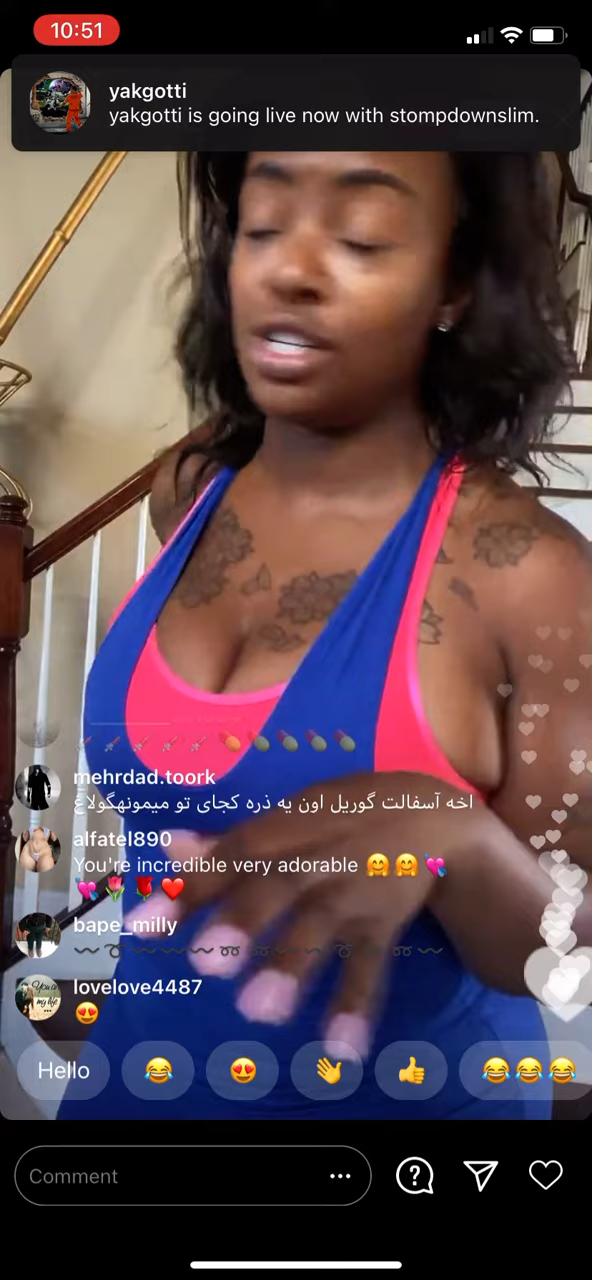 10:51
yakgotti
yakgotti is going live now with stompdownslim.
mehrdad.toork
اخه آسفالت گوریل اون یه ذره کجای تو میمونهگولاغ
alfatel890
You're incredible very adorable 🤗🤗💘
💘🌷🌹❤️
bape_milly
〰️➰〰️〰️〰️➿➰〰️➰〰️➿〰️
lovelove4487
😍
Hello 😂 😍 👋 👍 😂😂😂
Comment